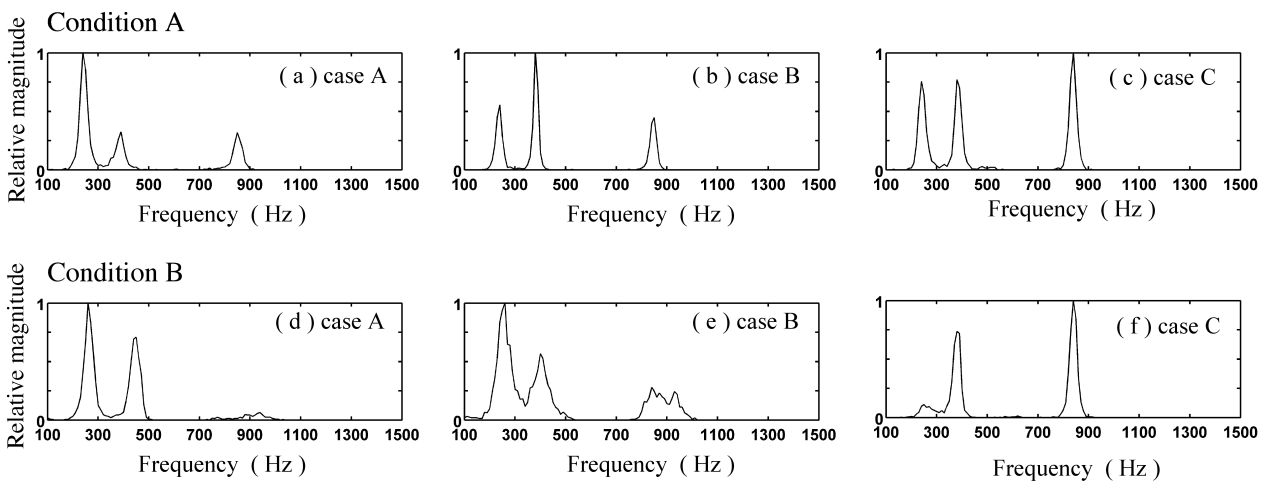 Condition A
Relative magnitude
1
0
( a ) case A
100 300 500 700 900 1100 1300 1500
Frequency ( Hz )
1
0
( b ) case B
100 300 500 700 900 1100 1300 1500
Frequency ( Hz )
1
0
( c ) case C
100 300 500 700 900 1100 1300 1500
Frequency ( Hz )
Condition B
Relative magnitude
1
0
( d ) case A
100 300 500 700 900 1100 1300 1500
Frequency ( Hz )
1
0
( e ) case B
100 300 500 700 900 1100 1300 1500
Frequency ( Hz )
1
0
( f ) case C
100 300 500 700 900 1100 1300 1500
Frequency ( Hz )